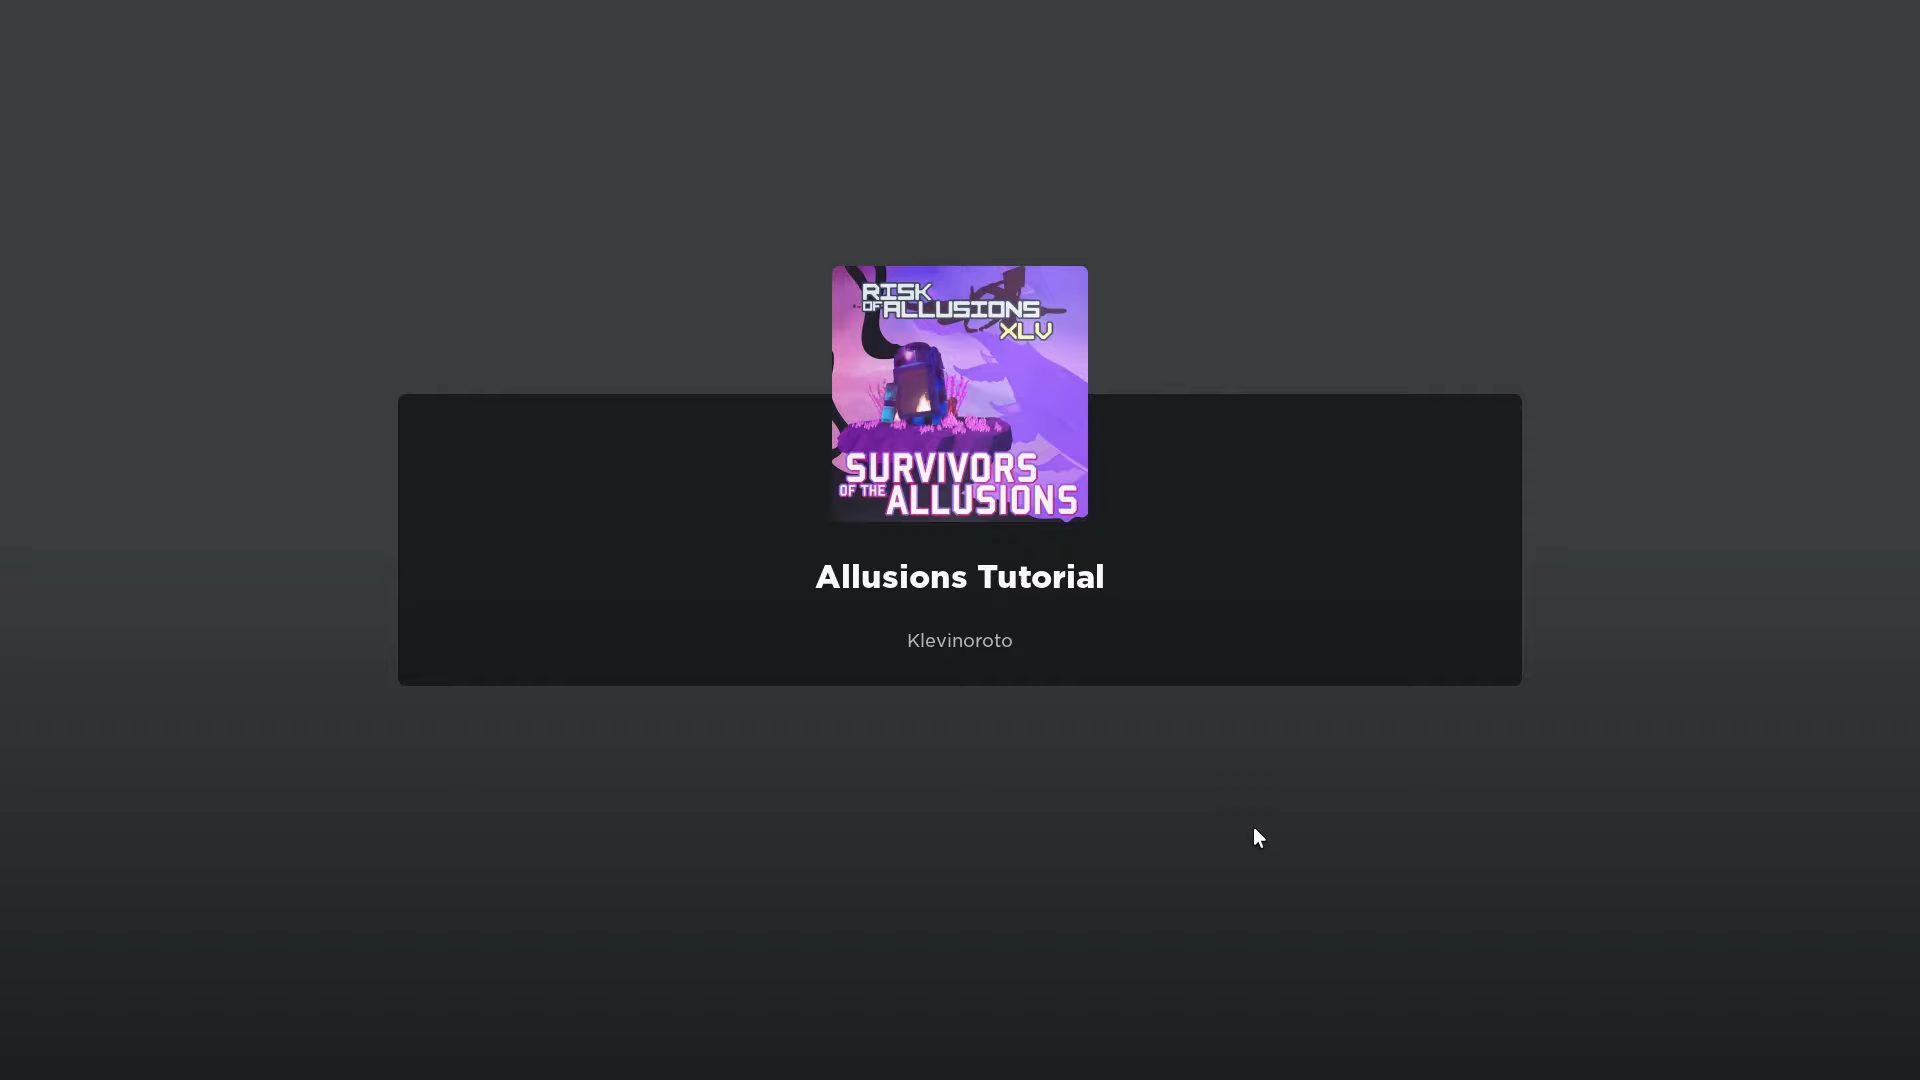 RISK
OF ALLUSIONS
XLV
SURVIVORS
OF THE ALLUSIONS
Allusions Tutorial
Klevinoroto